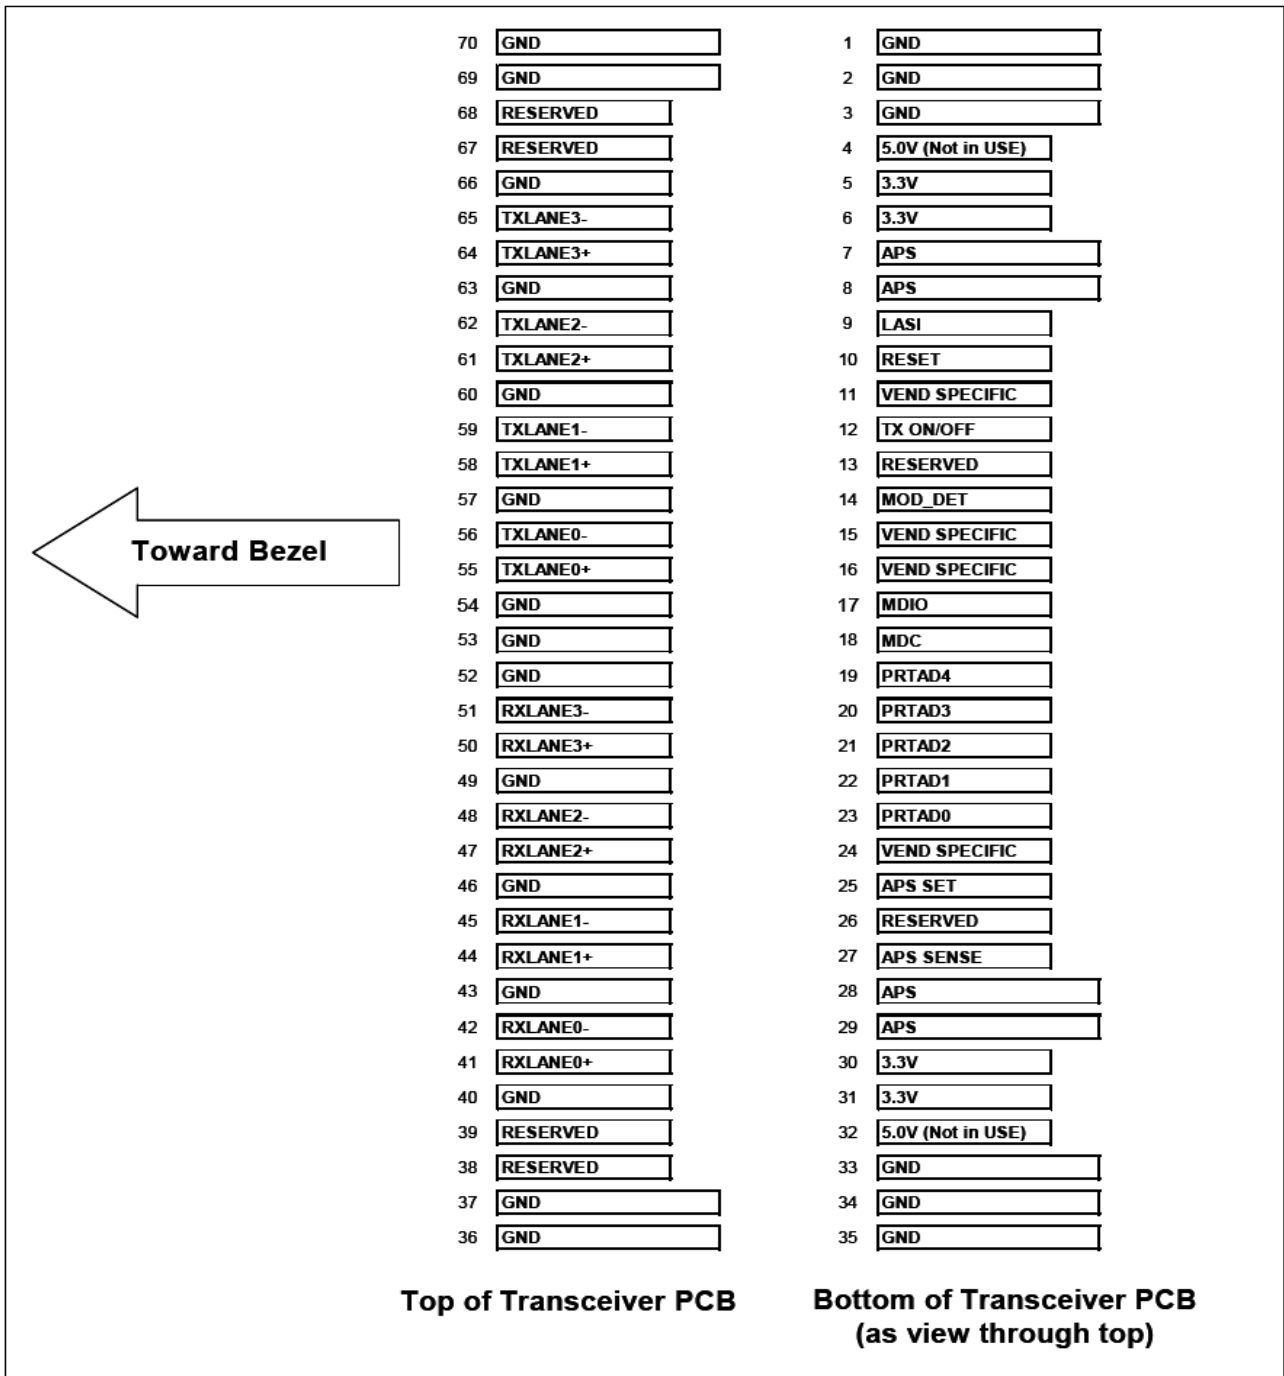 70 GND 1 GND
69 GND 2 GND
68 RESERVED 3 GND
67 RESERVED 4 5.0V (Not in USE)
66 GND 5 3.3V
65 TXLANE3- 6 3.3V
64 TXLANE3+ 7 APS
63 GND 8 APS
62 TXLANE2- 9 LASI
61 TXLANE2+ 10 RESET
60 GND 11 VEND SPECIFIC
59 TXLANE1- 12 TX ON/OFF
58 TXLANE1+ 13 RESERVED
57 GND 14 MOD_DET
56 TXLANE0- 15 VEND SPECIFIC
Toward Bezel
55 TXLANE0+ 16 VEND SPECIFIC
54 GND 17 MDIO
53 GND 18 MDC
52 GND 19 PRTAD4
51 RXLANE3- 20 PRTAD3
50 RXLANE3+ 21 PRTAD2
49 GND 22 PRTAD1
48 RXLANE2- 23 PRTAD0
47 RXLANE2+ 24 VEND SPECIFIC
46 GND 25 APS SET
45 RXLANE1- 26 RESERVED
44 RXLANE1+ 27 APS SENSE
43 GND 28 APS
42 RXLANE0- 29 APS
41 RXLANE0+ 30 3.3V
40 GND 31 3.3V
39 RESERVED 32 5.0V (Not in USE)
38 RESERVED 33 GND
37 GND 34 GND
36 GND 35 GND
Top of Transceiver PCB
Bottom of Transceiver PCB
(as view through top)